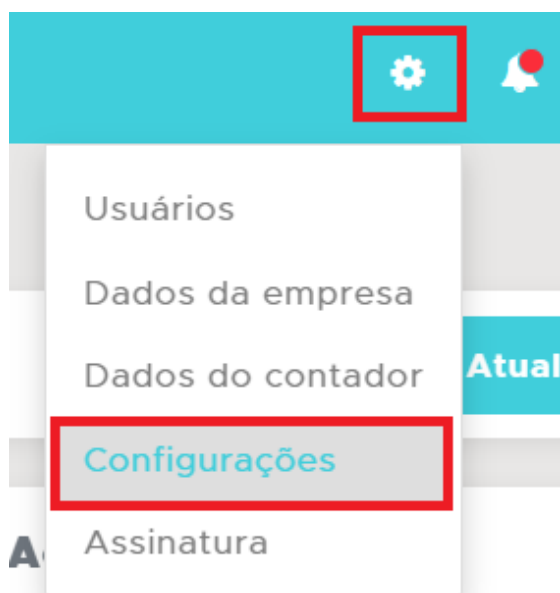 Usuários
Dados da empresa
Dados do contador
Atual
Configurações
Assinatura
A